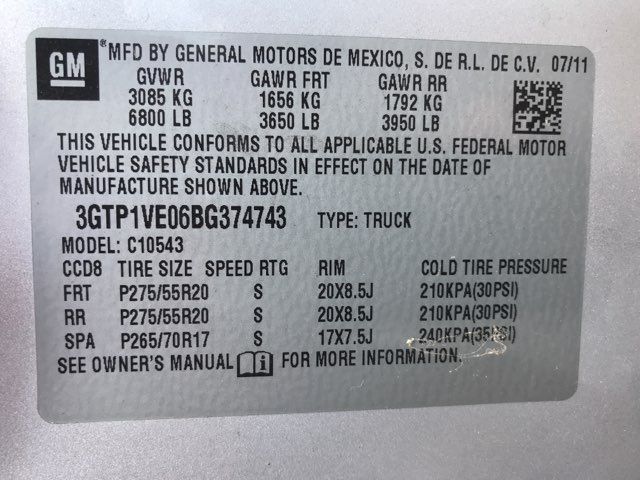 GM ® MFD BY GENERAL MOTORS DE MEXICO, S. DE R.L. DE C.V. 07/11
GVWR GAWR FRT GAWR RR
3085 KG 1656 KG 1792 KG
6800 LB 3650 LB 3950 LB
THIS VEHICLE CONFORMS TO ALL APPLICABLE U.S. FEDERAL MOTOR
VEHICLE SAFETY STANDARDS IN EFFECT ON THE DATE OF
MANUFACTURE SHOWN ABOVE.
3GTP1VE06BG374743 TYPE: TRUCK
MODEL: C10543
CCD8 TIRE SIZE SPEED RTG RIM COLD TIRE PRESSURE
FRT P275/55R20 S 20X8.5J 210KPA(30PSI)
RR P275/55R20 S 20X8.5J 210KPA(30PSI)
SPA P265/70R17 S 17X7.5J 240KPA(35PSI)
SEE OWNER'S MANUAL FOR MORE INFORMATION.